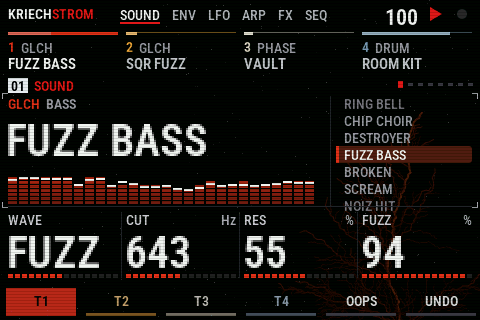 KRIECHSTROM SOUND ENV LFO ARP FX SEQ 100
1 GLCH 2 GLCH 3 PHASE 4 DRUM
FUZZ BASS SQR FUZZ VAULT ROOM KIT
01 SOUND
GLCH BASS
FUZZ BASS
RING BELL
CHIP CHOIR
DESTROYER
FUZZ BASS
BROKEN
SCREAM
NOIZ HIT
WAVE CUT Hz RES % FUZZ %
FUZZ 643 55 94
T1 T2 T3 T4 OOPS UNDO